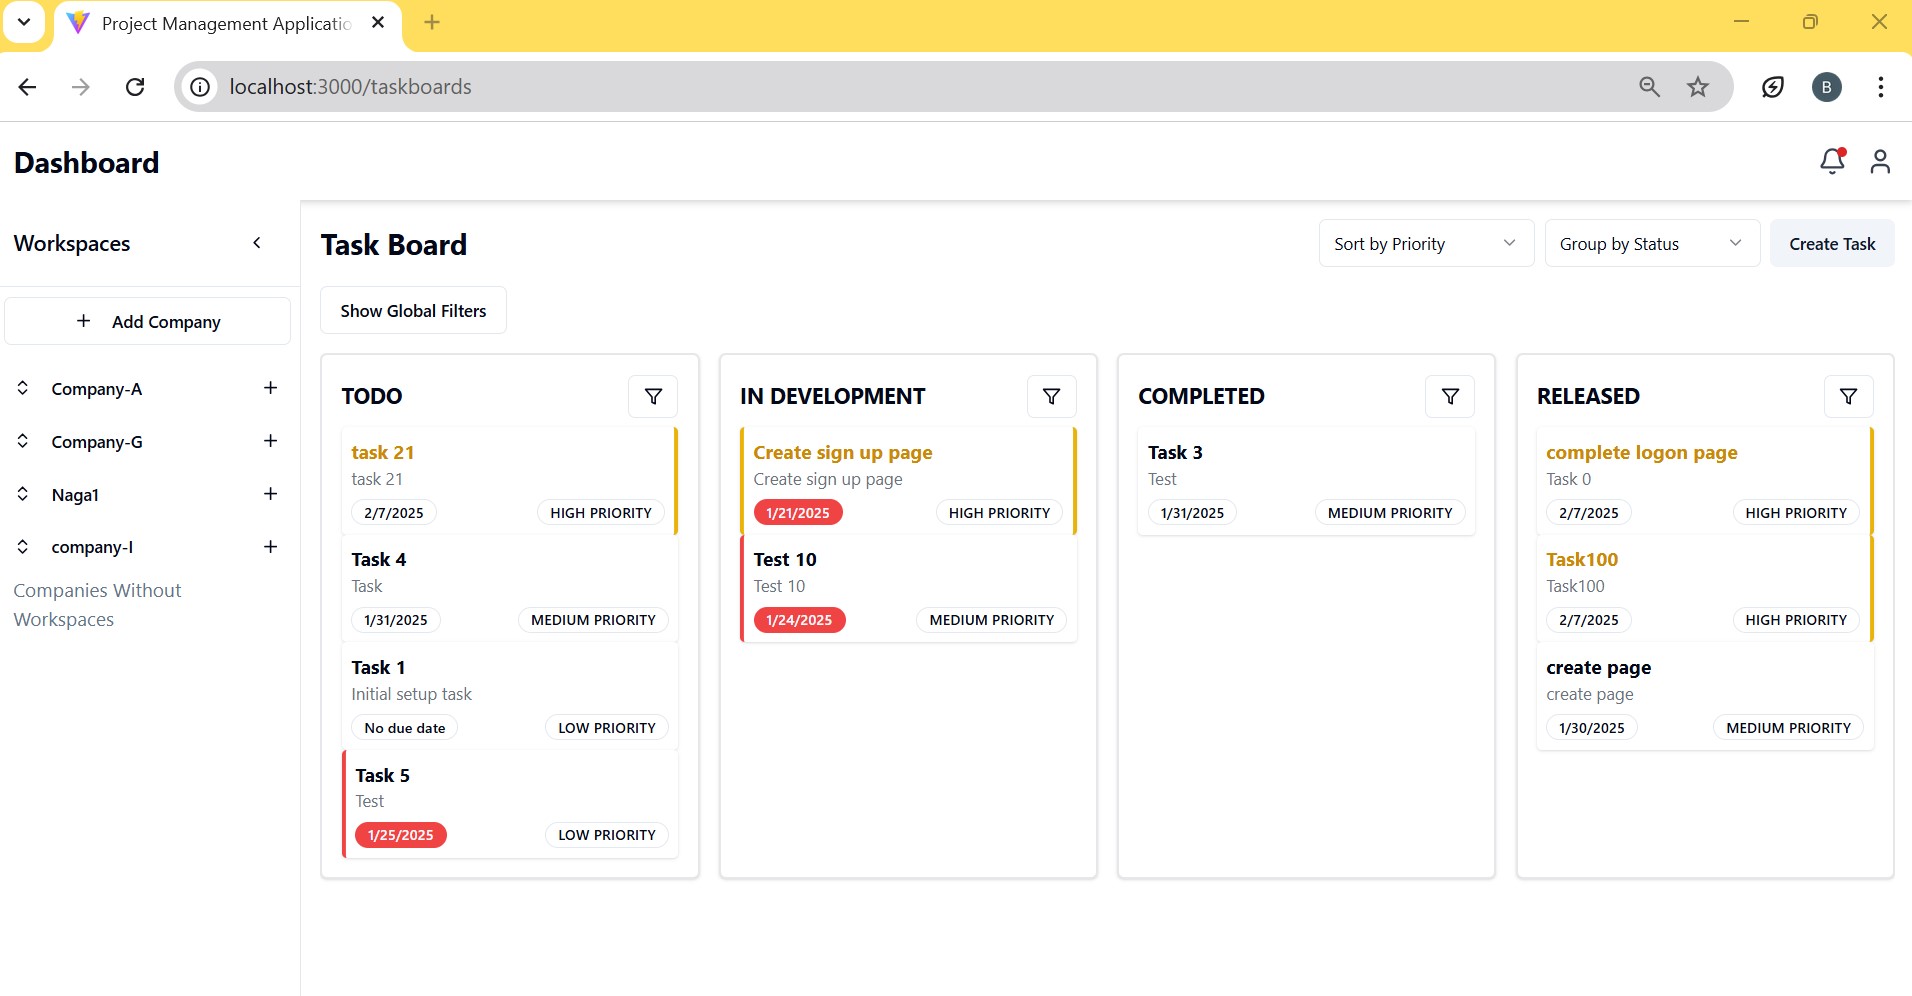 Project Management Applicatio
localhost:3000/taskboards
B
Dashboard
Workspaces
Add Company
Company-A
Company-G
Naga1
company-I
Companies Without
Workspaces
Task Board
Sort by Priority
Group by Status
Create Task
Show Global Filters
TODO
task 21
task 21
2/7/2025 HIGH PRIORITY
Task 4
Task
1/31/2025 MEDIUM PRIORITY
Task 1
Initial setup task
No due date LOW PRIORITY
Task 5
Test
1/25/2025 LOW PRIORITY
IN DEVELOPMENT
Create sign up page
Create sign up page
1/21/2025 HIGH PRIORITY
Test 10
Test 10
1/24/2025 MEDIUM PRIORITY
COMPLETED
Task 3
Test
1/31/2025 MEDIUM PRIORITY
RELEASED
complete logon page
Task 0
2/7/2025 HIGH PRIORITY
Task100
Task100
2/7/2025 HIGH PRIORITY
create page
create page
1/30/2025 MEDIUM PRIORITY